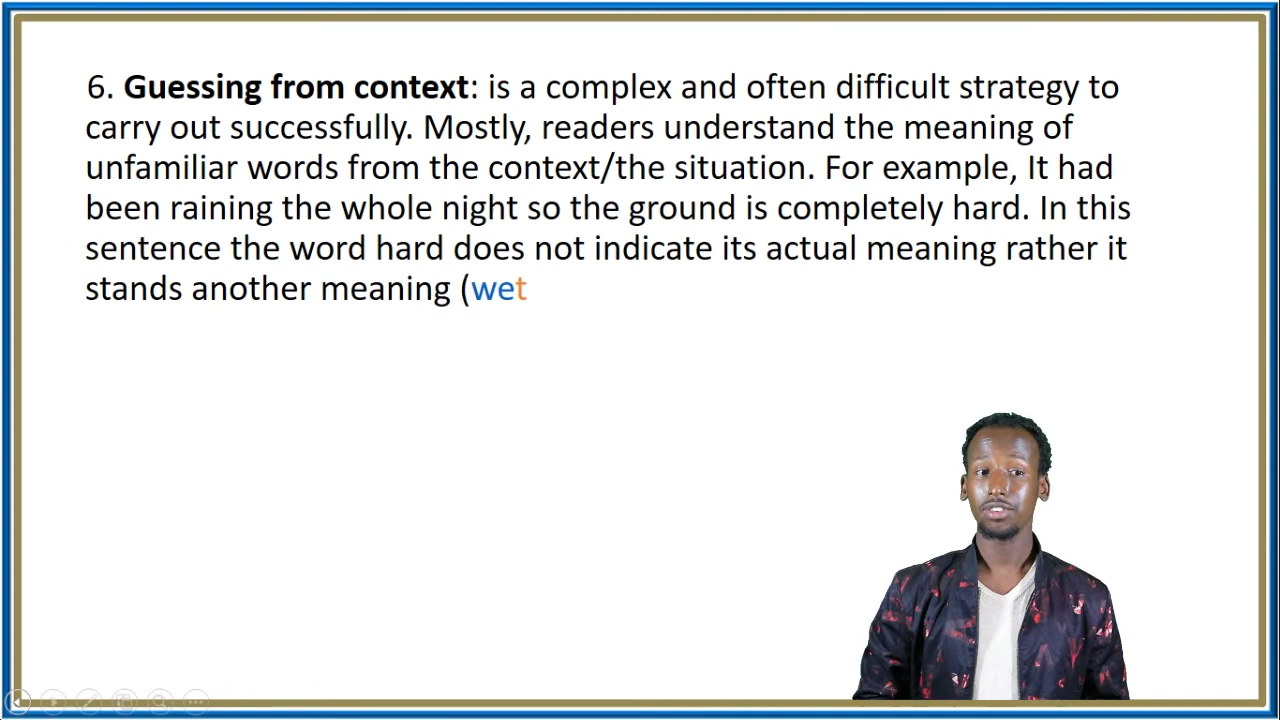 6. Guessing from context: is a complex and often difficult strategy to
carry out successfully. Mostly, readers understand the meaning of
unfamiliar words from the context/the situation. For example, It had
been raining the whole night so the ground is completely hard. In this
sentence the word hard does not indicate its actual meaning rather it
stands another meaning (wet